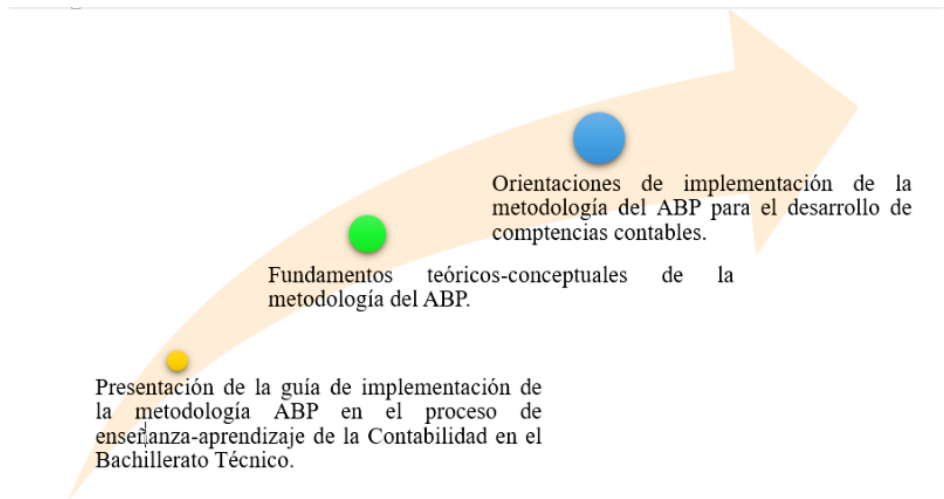 Orientaciones de implementación de la
metodología del ABP para el desarrollo de
comptencias contables.
Fundamentos teóricos-conceptuales de la
metodología del ABP.
Presentación de la guía de implementación de
la metodología ABP en el proceso de
enseñanza-aprendizaje de la Contabilidad en el
Bachillerato Técnico.